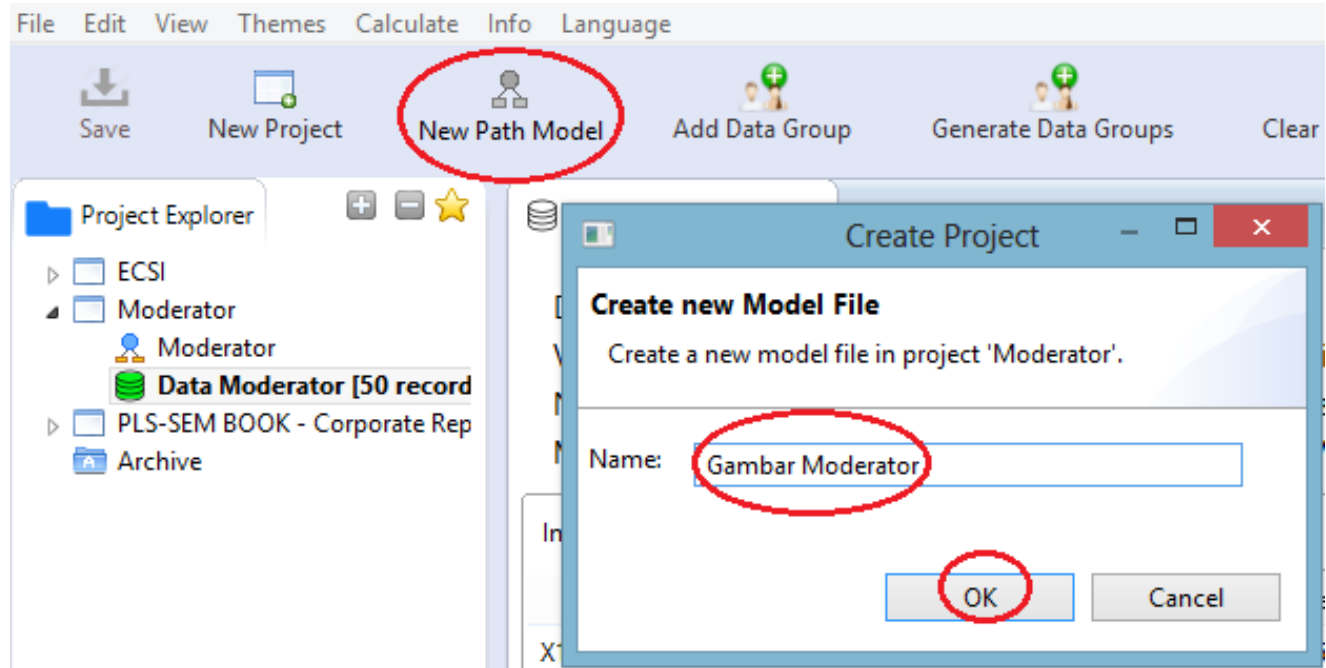 File Edit View Themes Calculate Info Language
Save New Project New Path Model Add Data Group Generate Data Groups Clear
Project Explorer
Create Project
ECSI
Moderator
Moderator
Data Moderator [50 record
PLS-SEM BOOK - Corporate Rep
Archive
Create new Model File
Create a new model file in project 'Moderator'.
Name: Gambar Moderator
In
OK Cancel
X1